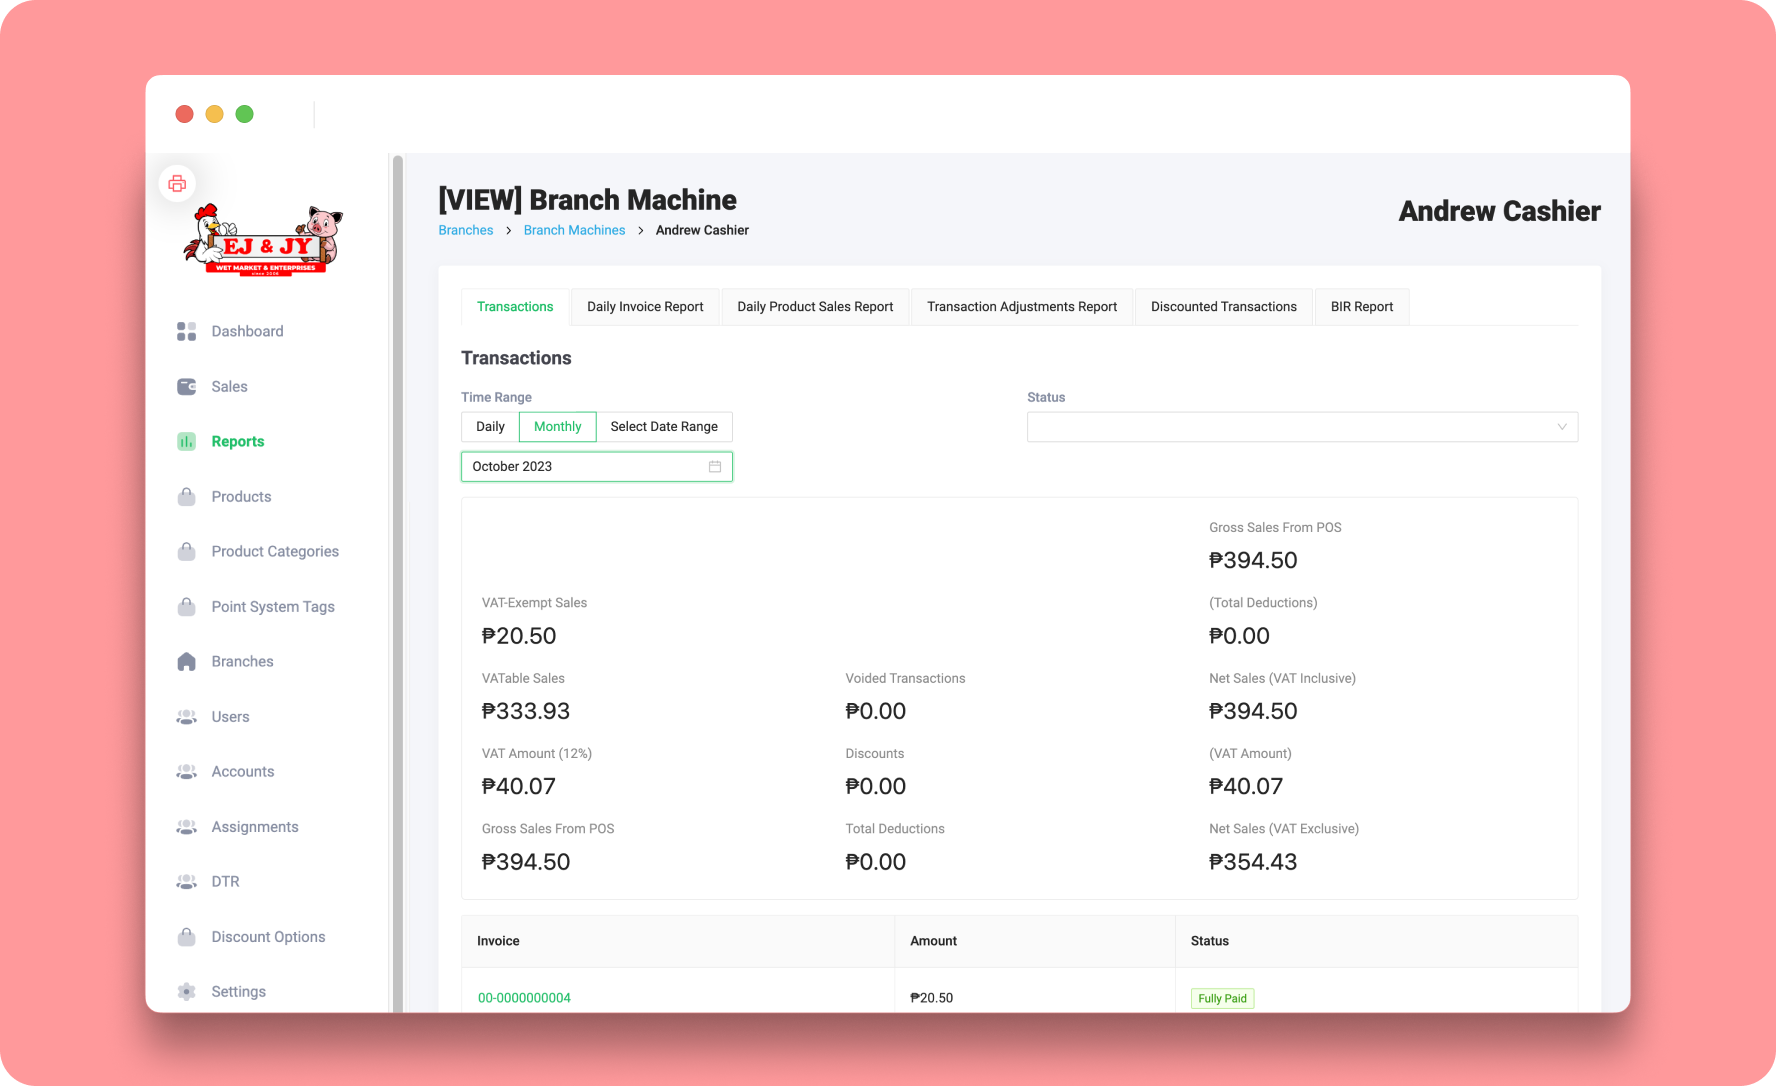 EJ & JY
WET MARKET & ENTERPRISES
since 2006
Dashboard
Sales
Reports
Products
Product Categories
Point System Tags
Branches
Users
Accounts
Assignments
DTR
Discount Options
Settings
[VIEW] Branch Machine
Branches > Branch Machines > Andrew Cashier
Andrew Cashier
Transactions Daily Invoice Report Daily Product Sales Report Transaction Adjustments Report Discounted Transactions BIR Report
Transactions
Time Range Status
Daily Monthly Select Date Range
October 2023
Gross Sales From POS
₱394.50
VAT-Exempt Sales (Total Deductions)
₱20.50 ₱0.00
VATable Sales Voided Transactions Net Sales (VAT Inclusive)
₱333.93 ₱0.00 ₱394.50
VAT Amount (12%) Discounts (VAT Amount)
₱40.07 ₱0.00 ₱40.07
Gross Sales From POS Total Deductions Net Sales (VAT Exclusive)
₱394.50 ₱0.00 ₱354.43
Invoice Amount Status
00-0000000004 ₱20.50 Fully Paid